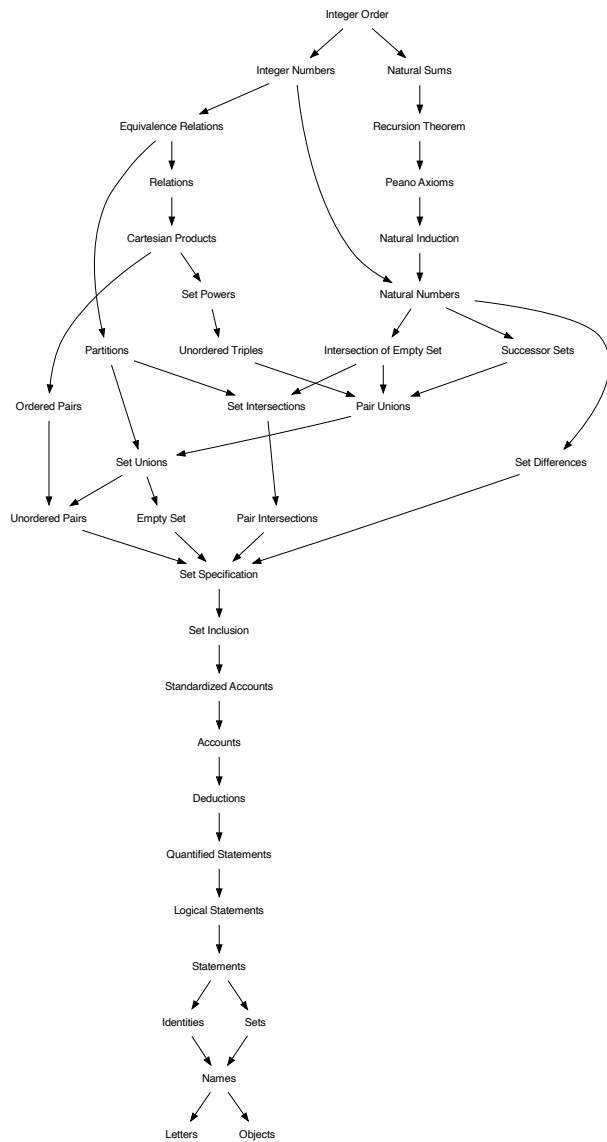 Integer Order
Integer Numbers
Natural Sums
Equivalence Relations
Recursion Theorem
Relations
Peano Axioms
Cartesian Products
Natural Induction
Set Powers
Natural Numbers
Partitions
Unordered Triples
Intersection of Empty Set
Successor Sets
Ordered Pairs
Set Intersections
Pair Unions
Set Unions
Set Differences
Unordered Pairs
Empty Set
Pair Intersections
Set Specification
Set Inclusion
Standardized Accounts
Accounts
Deductions
Quantified Statements
Logical Statements
Statements
Identities
Sets
Names
Letters
Objects